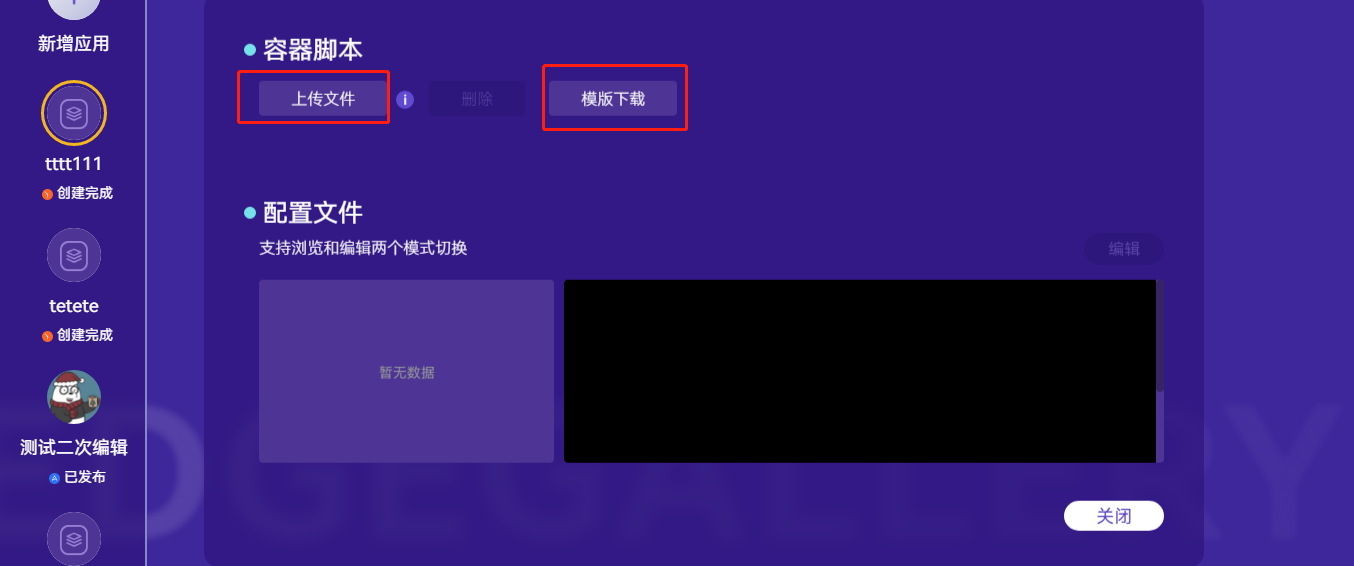 新增应用
tttt111
创建完成
tetete
创建完成
测试二次编辑
已发布
容器脚本
上传文件
i
删除
模版下载
配置文件
支持浏览和编辑两个模式切换
编辑
暂无数据
关闭
EDGEGALLERY